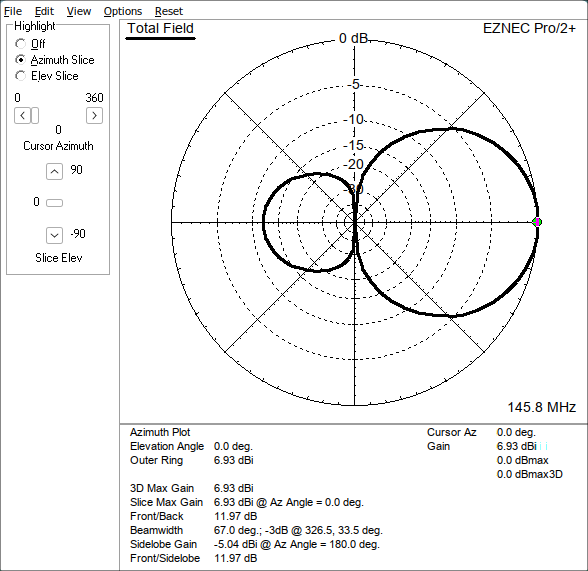 File Edit View Options Reset
Highlight
Off
Azimuth Slice
Elev Slice
0 360
0
Cursor Azimuth
90
0
-90
Slice Elev
Total Field
EZNEC Pro/2+
0 dB
-5
-10
-15
-20
-30
145.8 MHz
Azimuth Plot
Elevation Angle 0.0 deg.
Outer Ring 6.93 dBi
3D Max Gain 6.93 dBi
Slice Max Gain 6.93 dBi @ Az Angle = 0.0 deg.
Front/Back 11.97 dB
Beamwidth 67.0 deg.; -3dB @ 326.5, 33.5 deg.
Sidelobe Gain -5.04 dBi @ Az Angle = 180.0 deg.
Front/Sidelobe 11.97 dB
Cursor Az 0.0 deg.
Gain 6.93 dBi
0.0 dBmax
0.0 dBmax3D